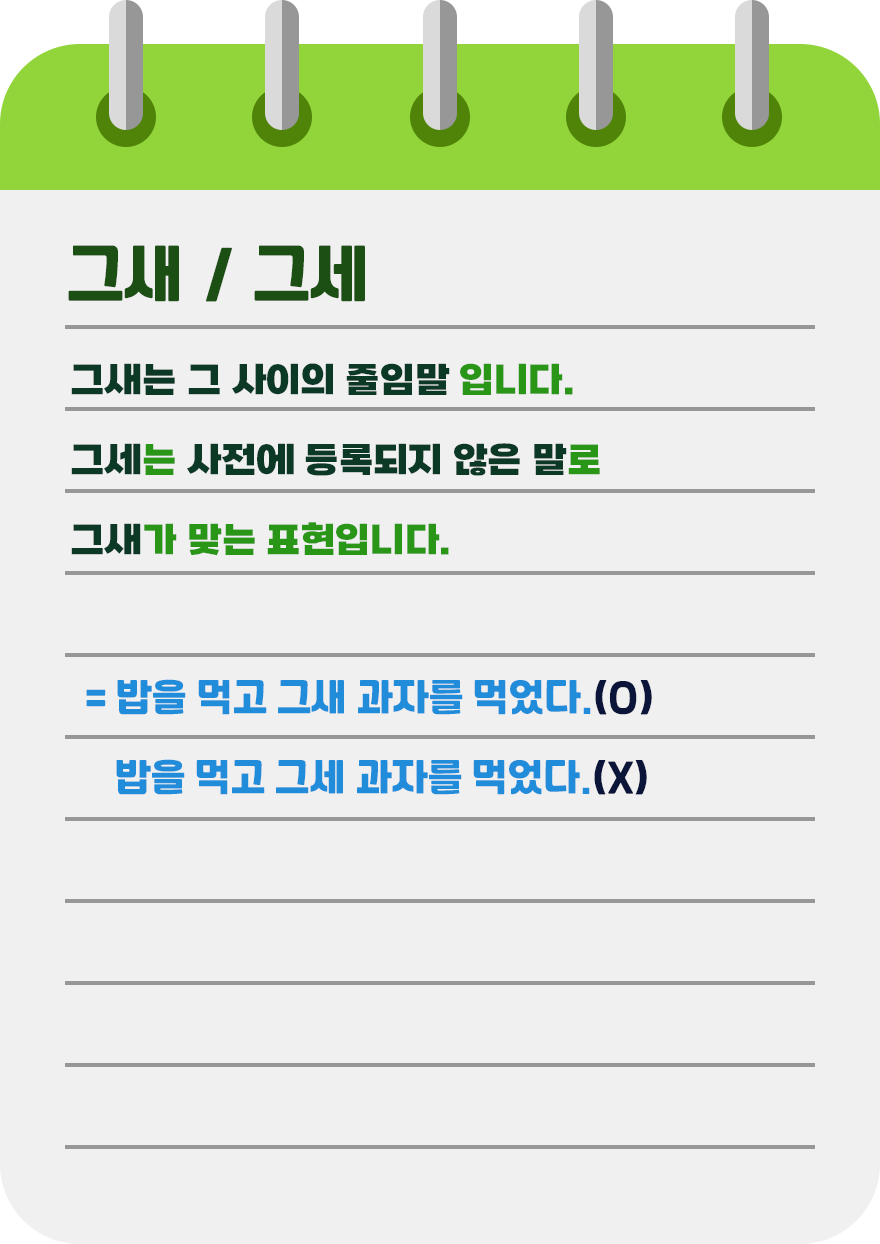 그새 / 그세
그새는 그 사이의 줄임말 입니다.
그세는 사전에 등록되지 않은 말로
그새가 맞는 표현입니다.
= 밥을 먹고 그새 과자를 먹었다.(O)
밥을 먹고 그세 과자를 먹었다.(X)